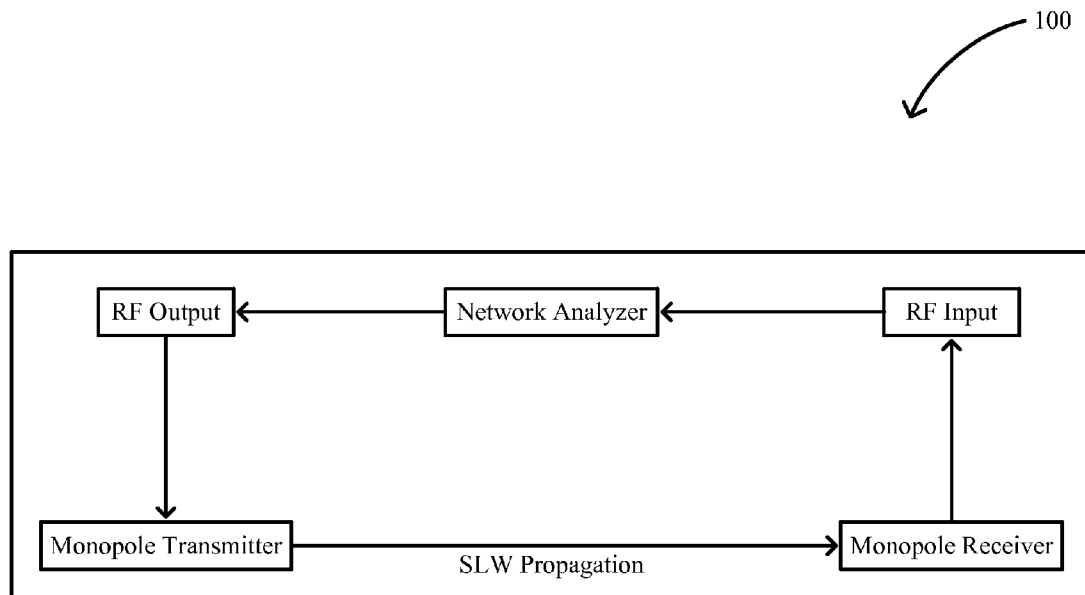 100
RF Output
Network Analyzer
RF Input
Monopole Transmitter
SLW Propagation
Monopole Receiver